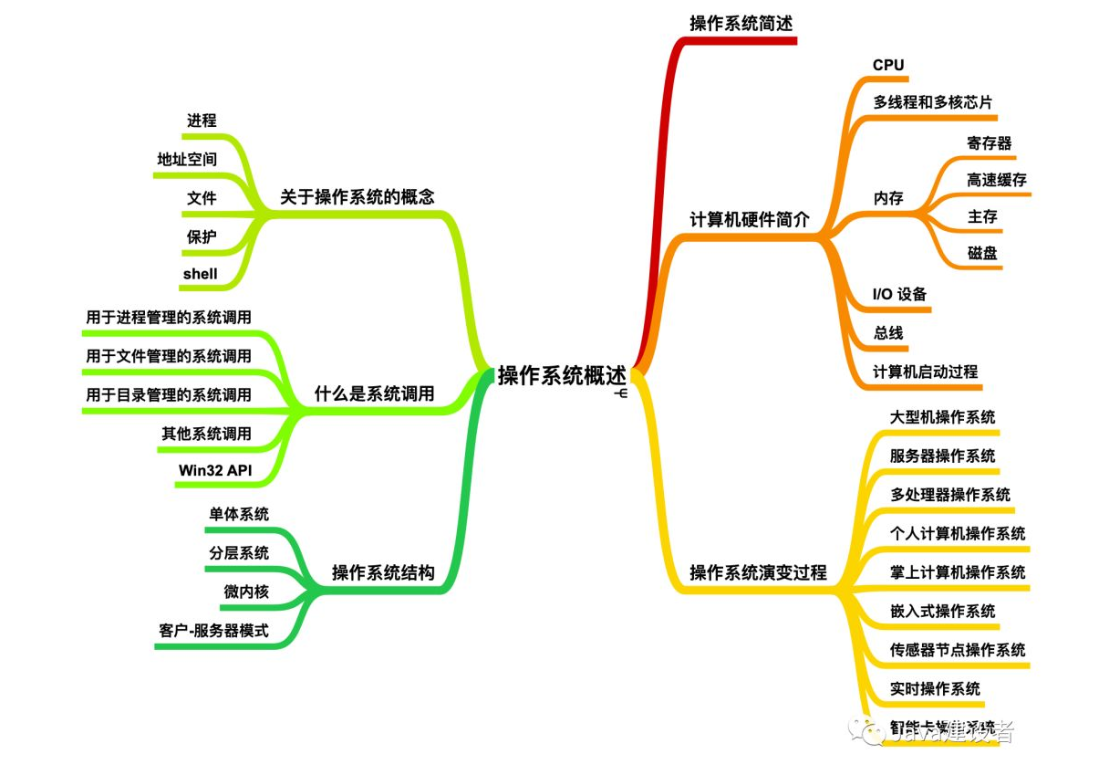 操作系统概述
操作系统简述
计算机硬件简介
CPU
多线程和多核芯片
内存
寄存器
高速缓存
主存
磁盘
I/O 设备
总线
计算机启动过程
操作系统演变过程
大型机操作系统
服务器操作系统
多处理器操作系统
个人计算机操作系统
掌上计算机操作系统
嵌入式操作系统
传感器节点操作系统
实时操作系统
智能卡操作系统
关于操作系统的概念
进程
地址空间
文件
保护
shell
什么是系统调用
用于进程管理的系统调用
用于文件管理的系统调用
用于目录管理的系统调用
其他系统调用
Win32 API
操作系统结构
单体系统
分层系统
微内核
客户-服务器模式
Java建设者